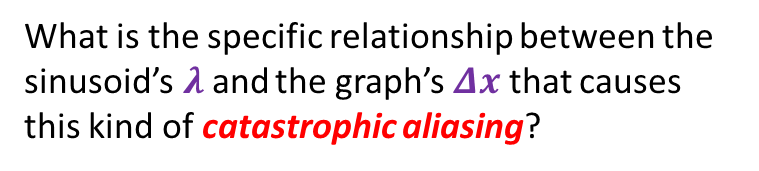 What is the specific relationship between the
sinusoid's λ and the graph's Δx that causes
this kind of catastrophic aliasing?